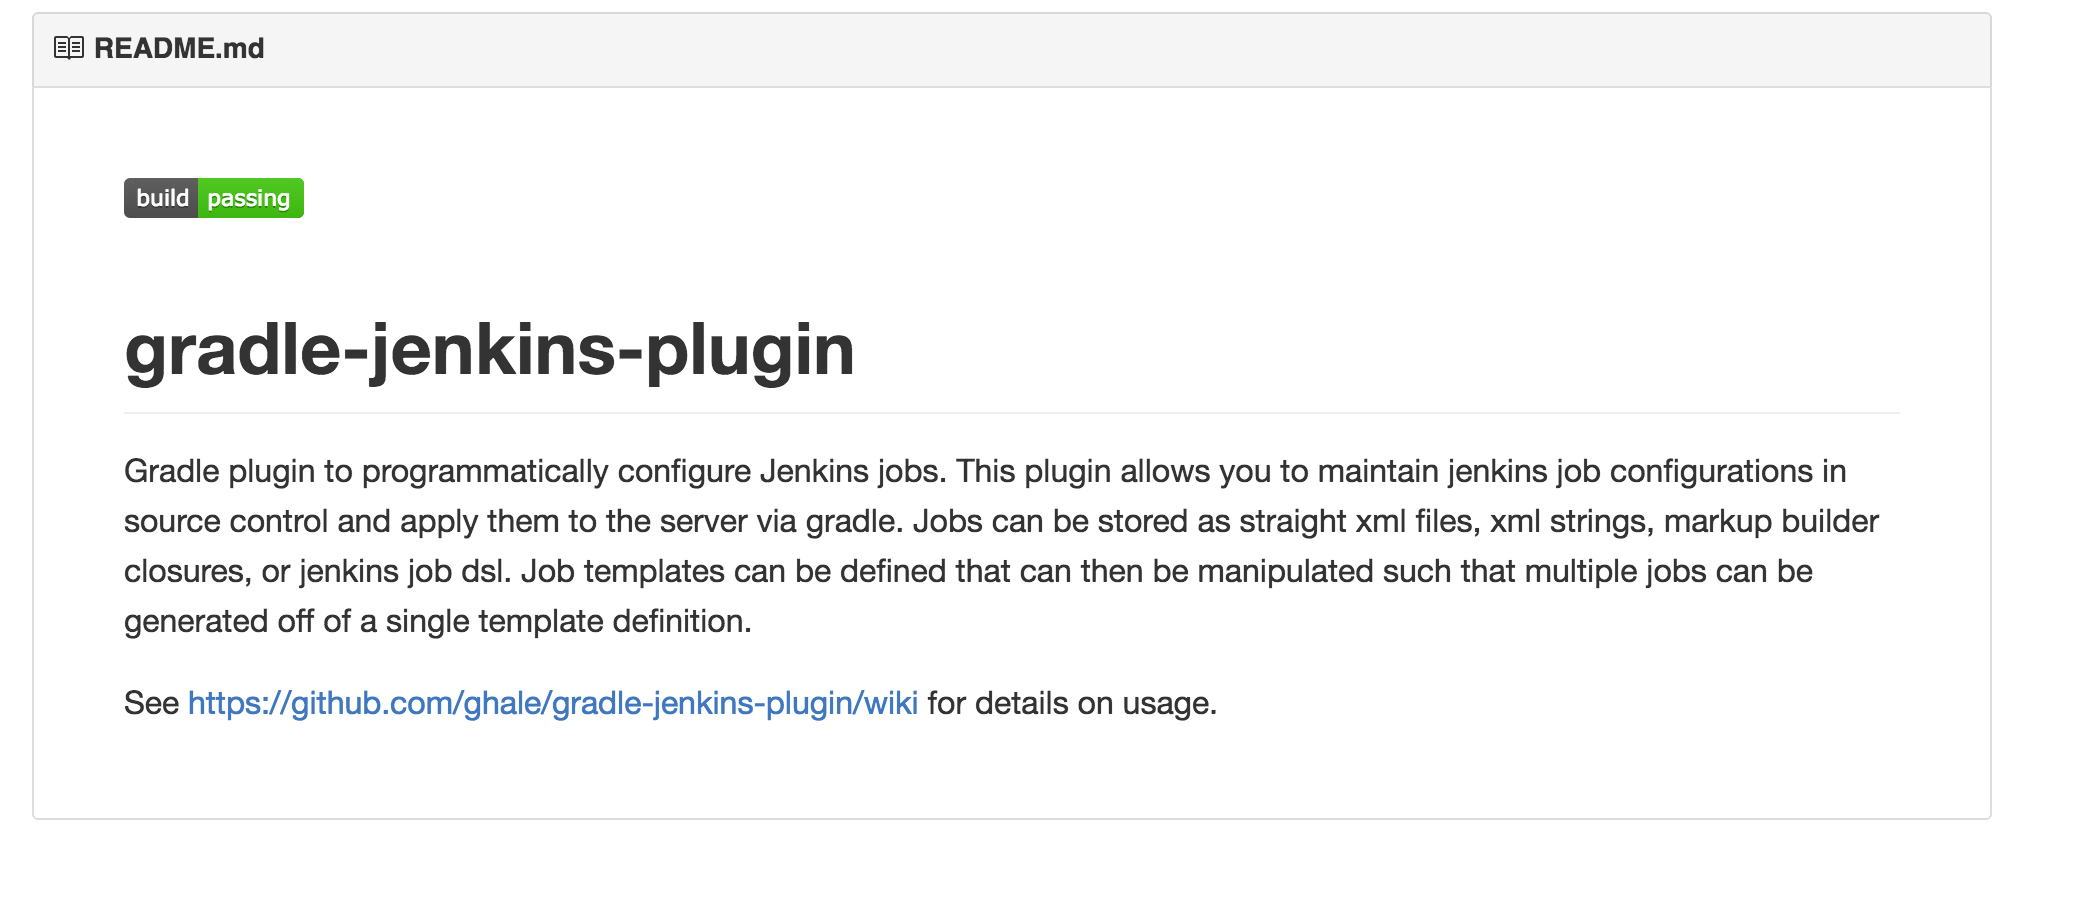 README.md
build passing
gradle-jenkins-plugin
Gradle plugin to programmatically configure Jenkins jobs. This plugin allows you to maintain jenkins job configurations in
source control and apply them to the server via gradle. Jobs can be stored as straight xml files, xml strings, markup builder
closures, or jenkins job dsl. Job templates can be defined that can then be manipulated such that multiple jobs can be
generated off of a single template definition.
See https://github.com/ghale/gradle-jenkins-plugin/wiki for details on usage.